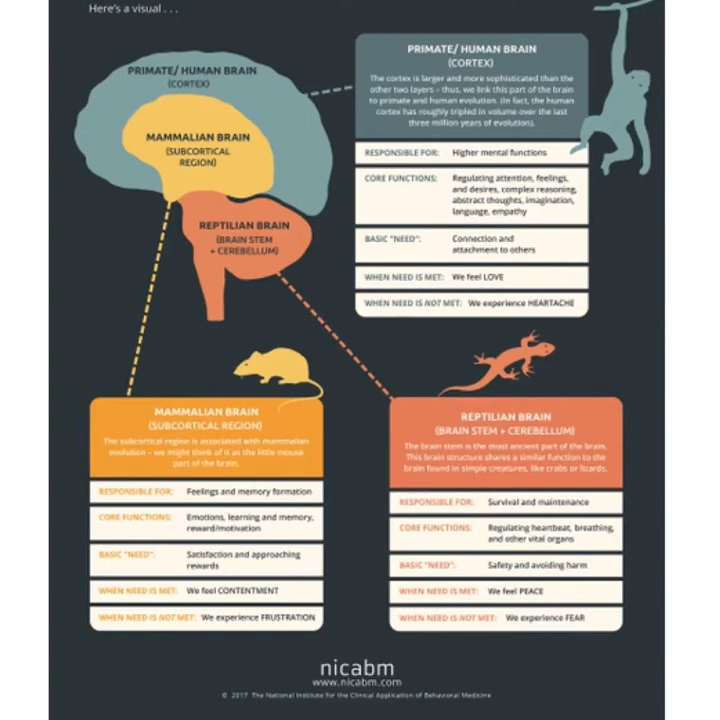 Here's a visual . . .
PRIMATE/ HUMAN BRAIN
(CORTEX)
MAMMALIAN BRAIN
(SUBCORTICAL
REGION)
REPTILIAN BRAIN
(BRAIN STEM
+ CEREBELLUM)
PRIMATE/ HUMAN BRAIN
(CORTEX)
The cortex is larger and more sophisticated than the
other two layers – thus, we link this part of the brain
to primate and human evolution. (In fact, the human
cortex has roughly tripled in volume over the last
three million years of evolution).
RESPONSIBLE FOR: Higher mental functions
CORE FUNCTIONS: Regulating attention, feelings,
and desires, complex reasoning,
abstract thoughts, imagination,
language, empathy
BASIC "NEED": Connection and
attachment to others
WHEN NEED IS MET: We feel LOVE
WHEN NEED IS NOT MET: We experience HEARTACHE
MAMMALIAN BRAIN
(SUBCORTICAL REGION)
The subcortical region is associated with mammalian
evolution – we might think of it as the little mouse
part of the brain.
RESPONSIBLE FOR: Feelings and memory formation
CORE FUNCTIONS: Emotions, learning and memory,
reward/motivation
BASIC "NEED": Satisfaction and approaching
rewards
WHEN NEED IS MET: We feel CONTENTMENT
WHEN NEED IS NOT MET: We experience FRUSTRATION
REPTILIAN BRAIN
(BRAIN STEM + CEREBELLUM)
The brain stem is the most ancient part of the brain.
This brain structure shares a similar function to the
brain found in simple creatures, like crabs or lizards.
RESPONSIBLE FOR: Survival and maintenance
CORE FUNCTIONS: Regulating heartbeat, breathing,
and other vital organs
BASIC "NEED": Safety and avoiding harm
WHEN NEED IS MET: We feel PEACE
WHEN NEED IS NOT MET: We experience FEAR
nicabm
www.nicabm.com
© 2017 The National Institute for the Clinical Application of Behavioral Medicine